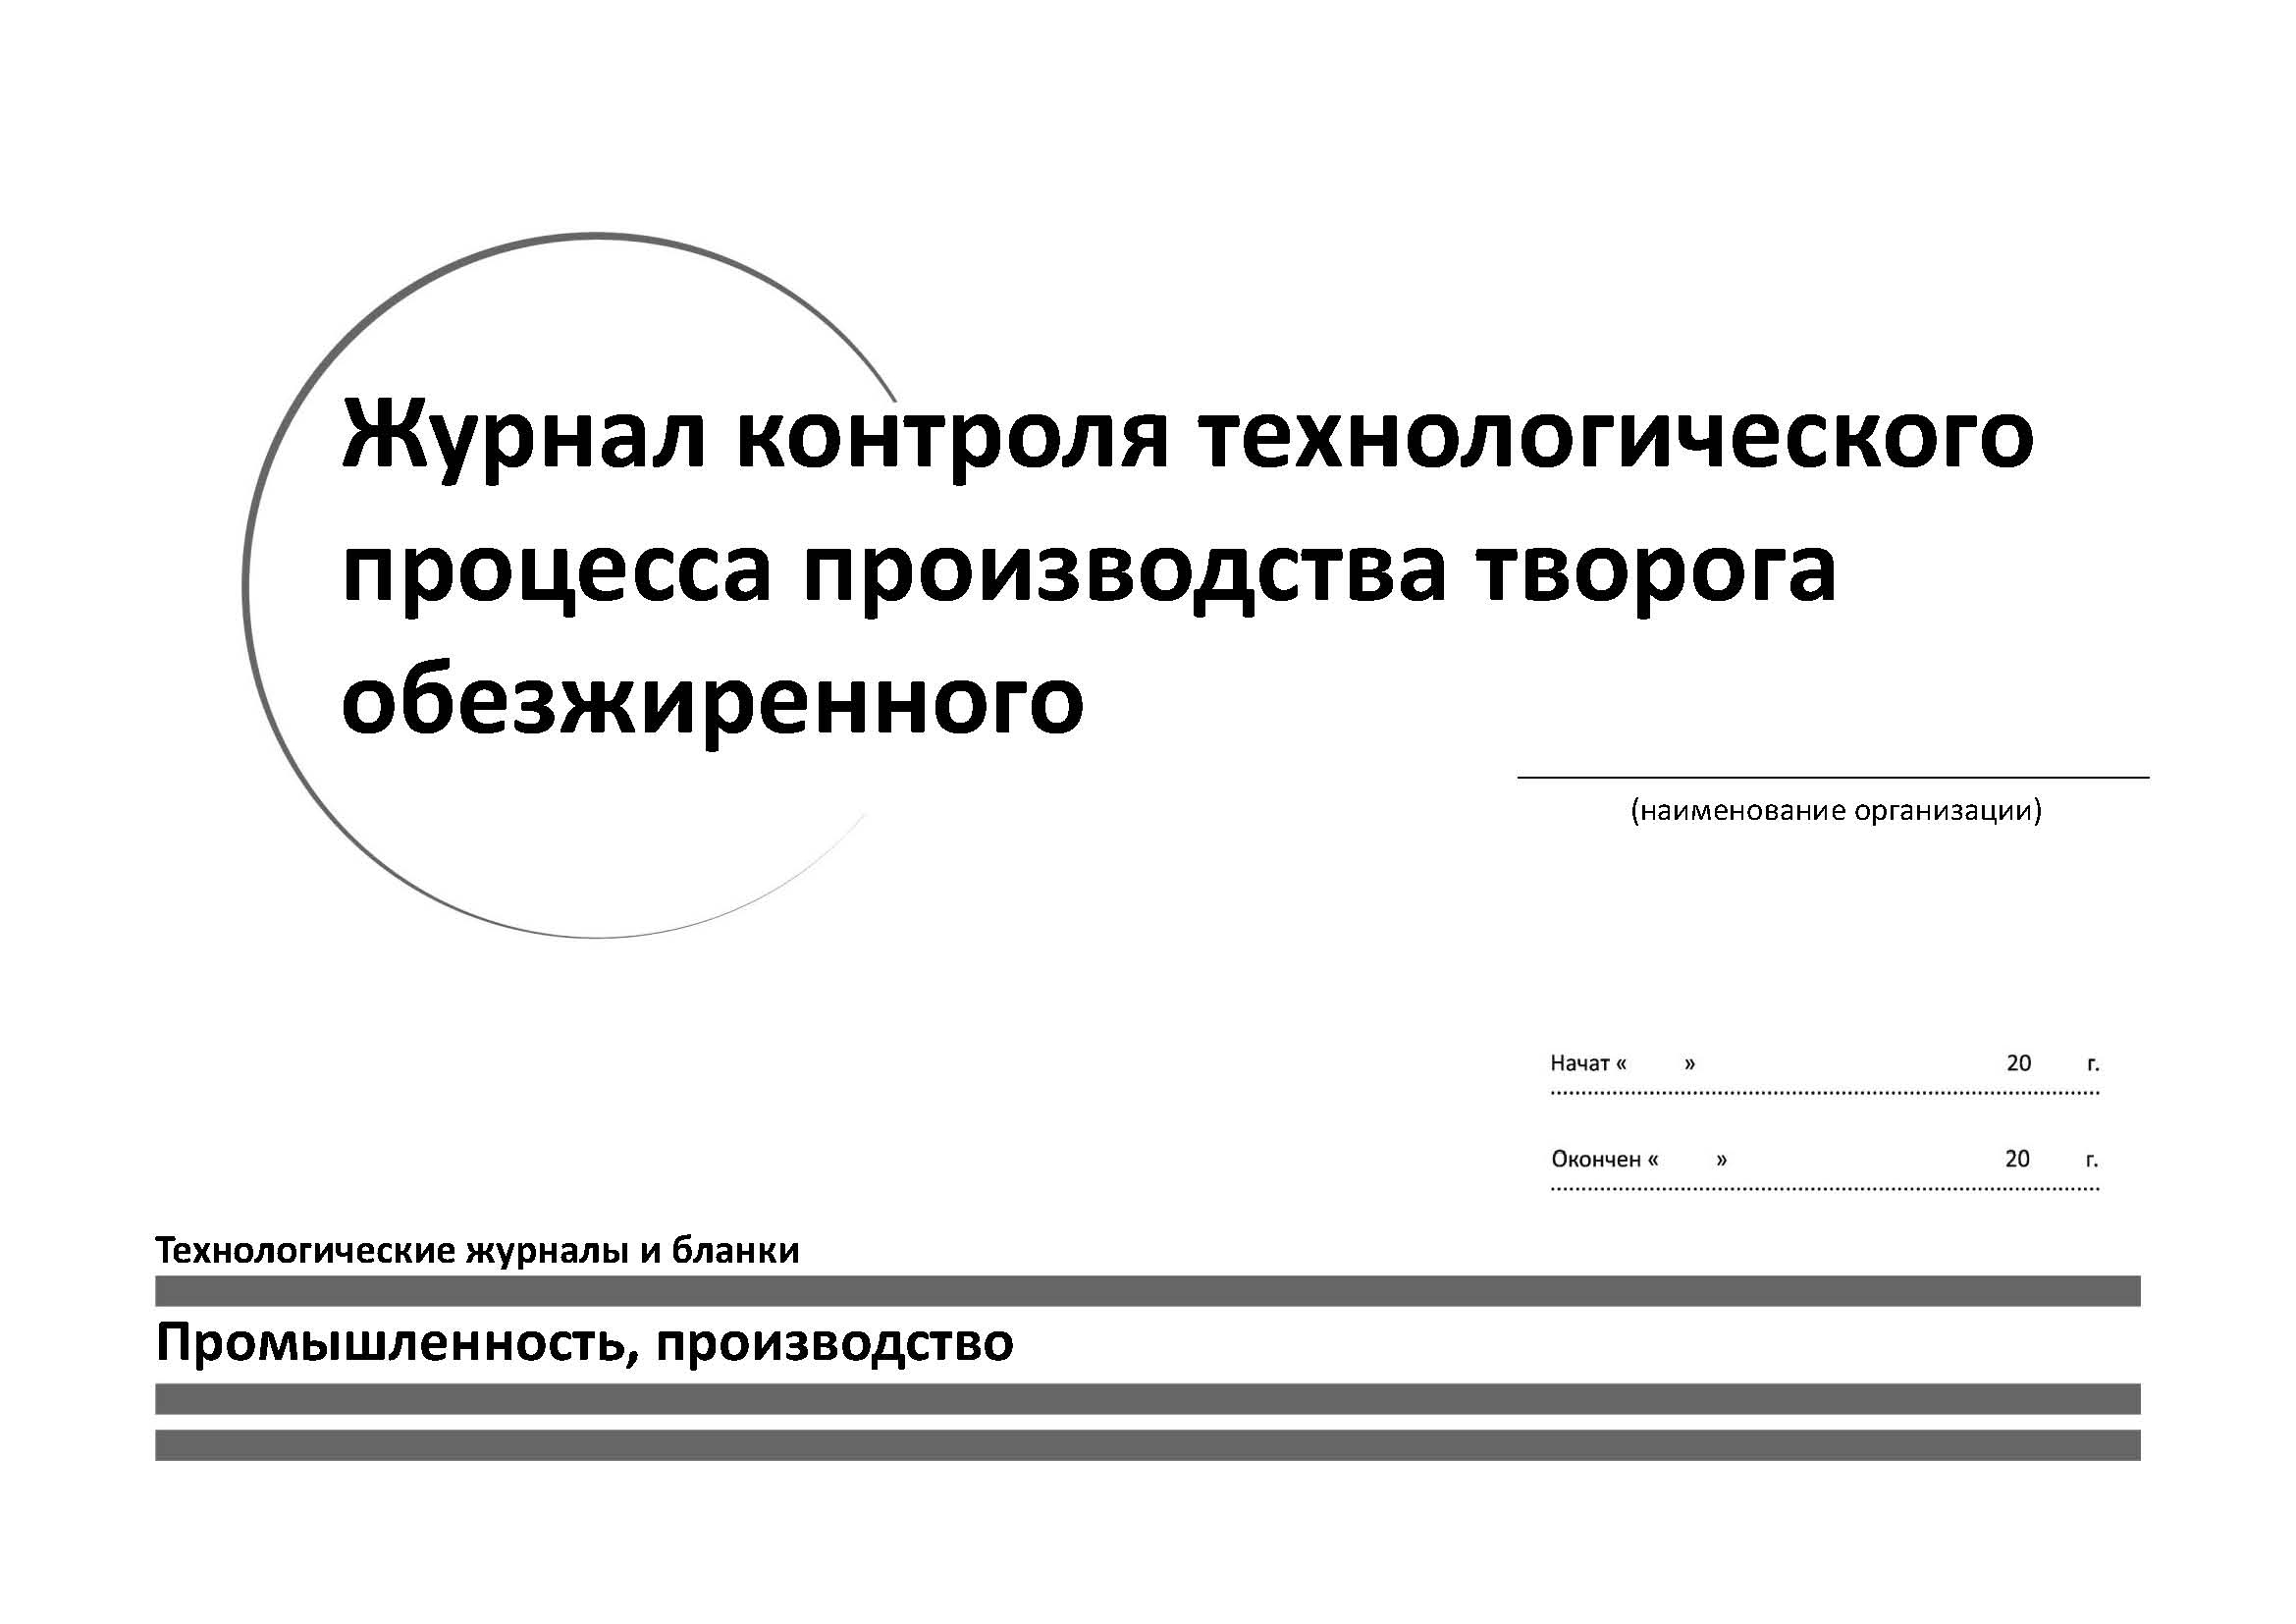 Журнал контроля технологического
процесса производства творога
обезжиренного
(наименование организации)
Начат « » 20 г.
Окончен « » 20 г.
Технологические журналы и бланки
Промышленность, производство